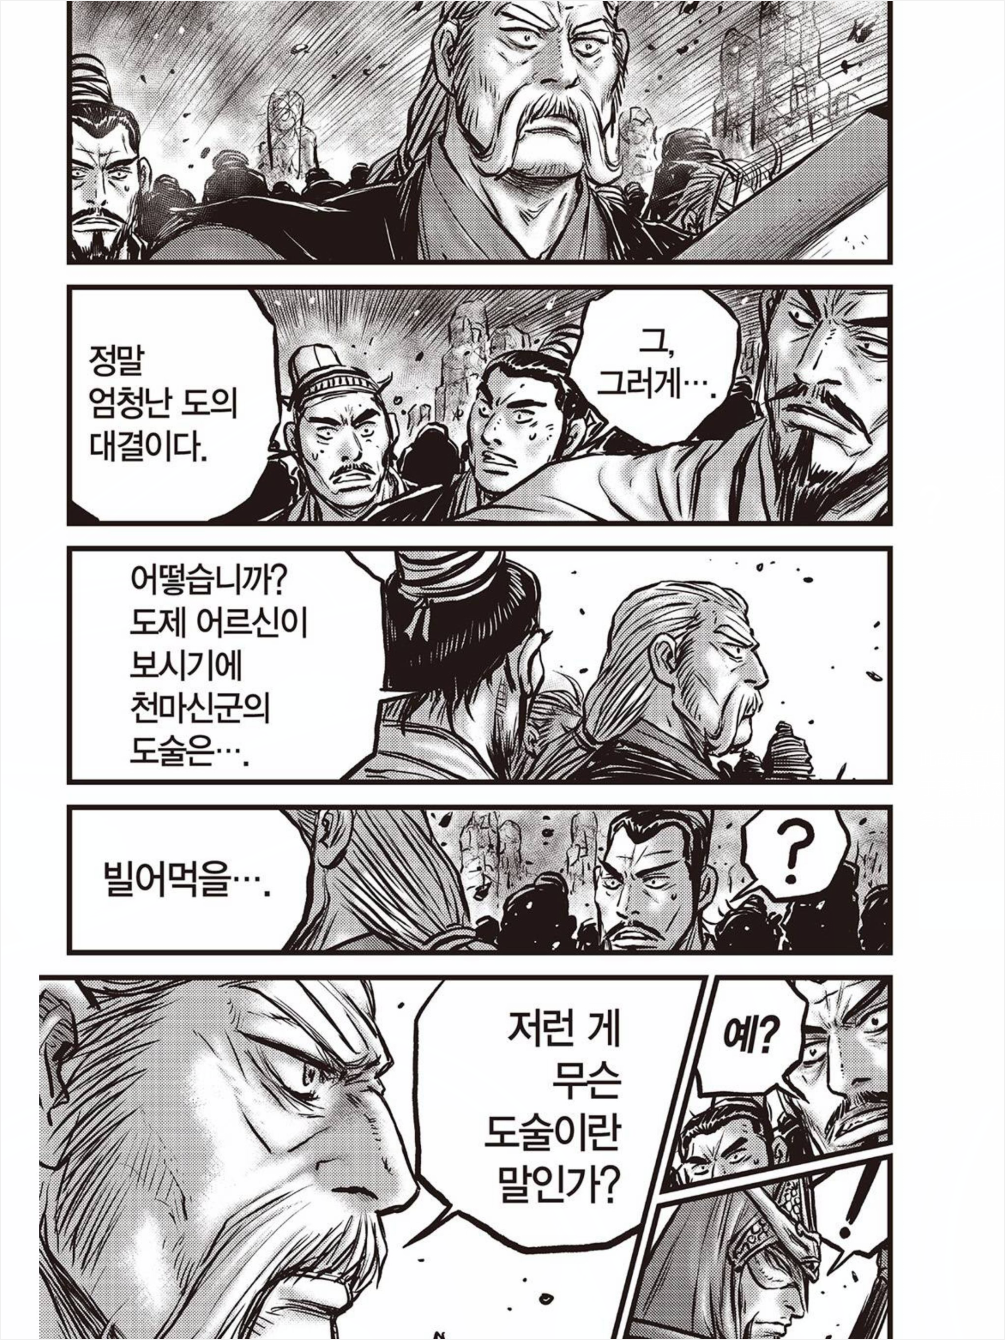 정말
엄청난 도의
대결이다.
그,
그러게….
어떻습니까?
도제 어르신이
보시기에
천마신군의
도술은….
빌어먹을….
?
저런 게
무슨
도술이란
말인가?
예?
!